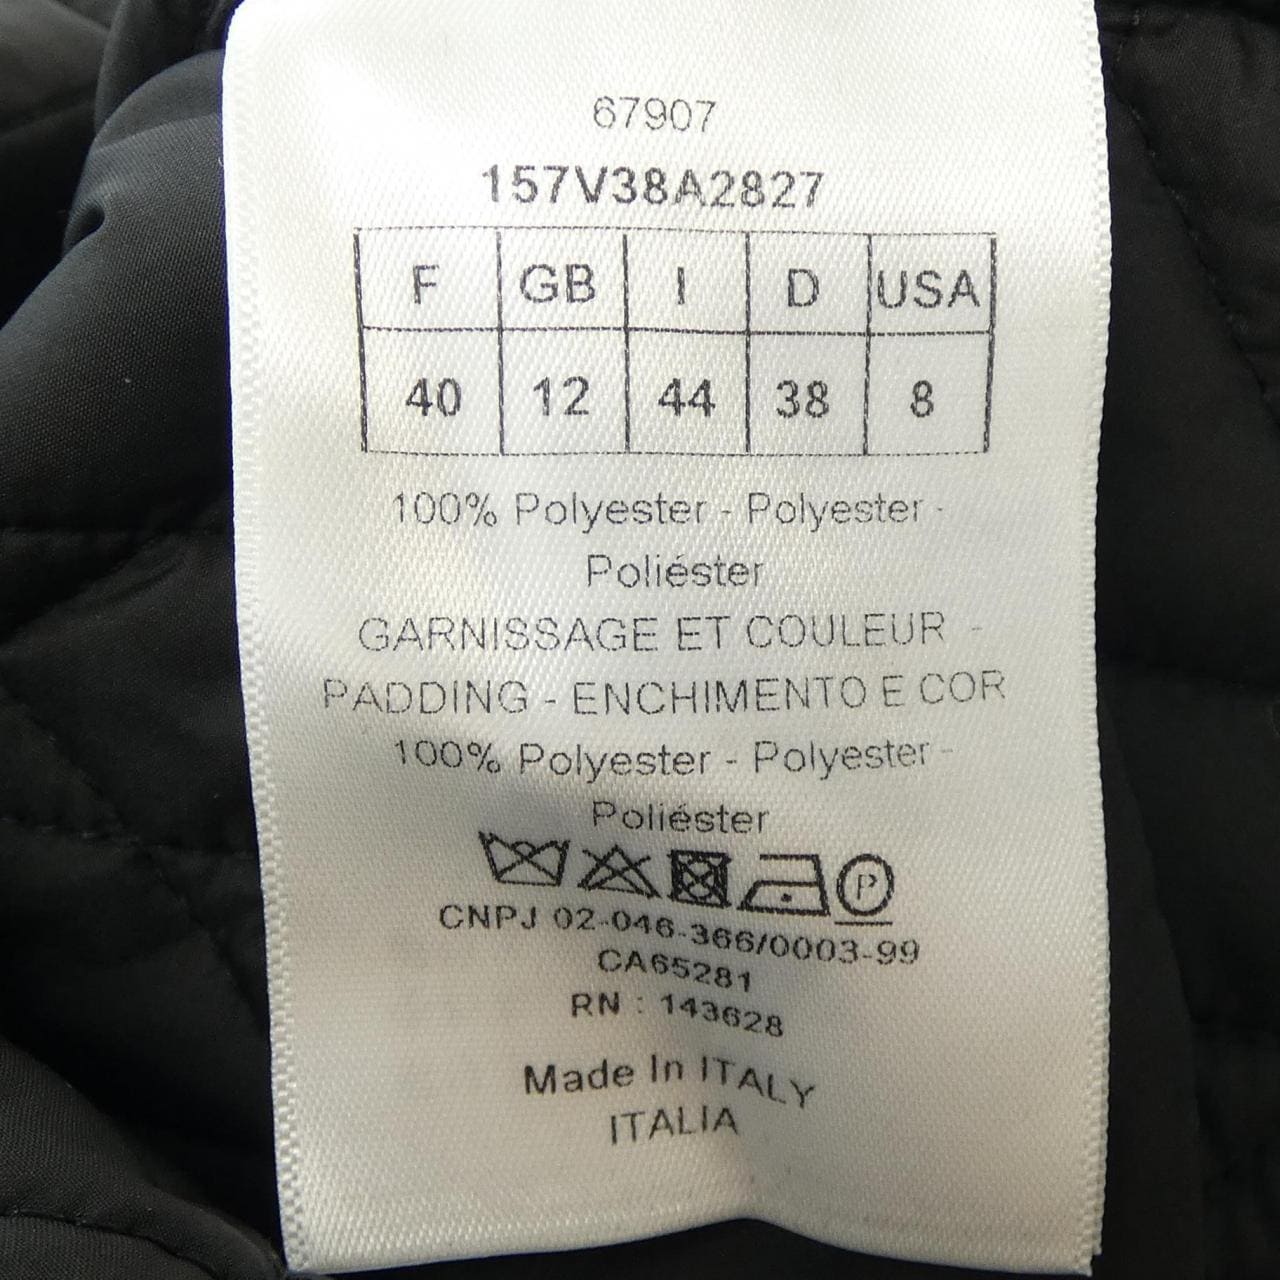 67907
157V38A2827
F GB I D USA
40 12 44 38 8
100% Polyester - Polyester -
Poliéster
GARNISSAGE ET COULEUR -
PADDING - ENCHIMENTO E COR
100% Polyester - Polyester -
Poliéster
P
CNPJ 02-046-366/0003-99
CA65281
RN : 143628
Made In ITALY
ITALIA